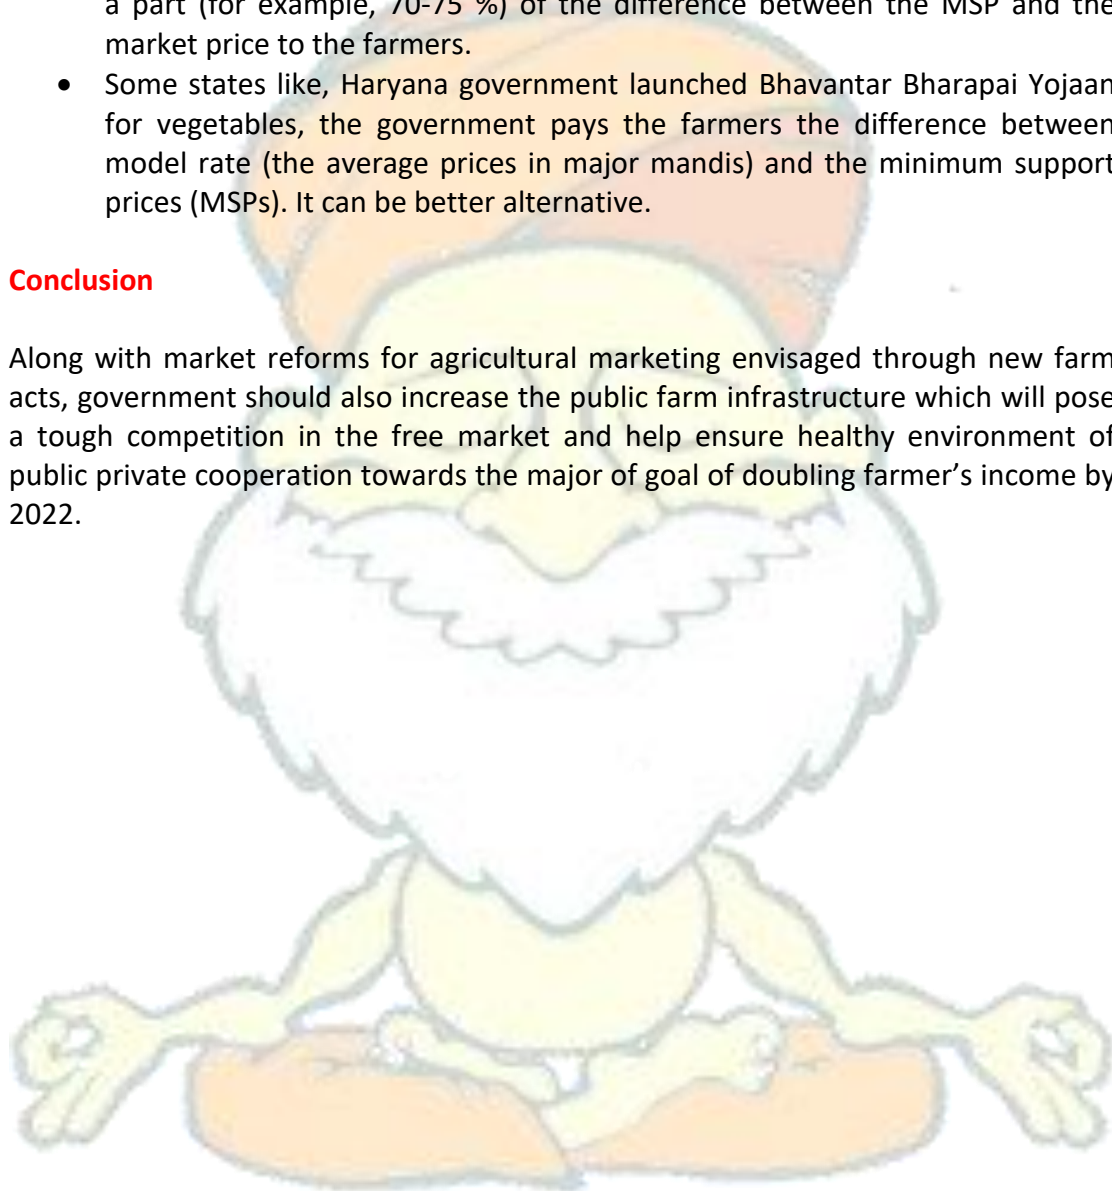 a part (for example, 70-75 %) of the difference between the MSP and the
market price to the farmers.
• Some states like, Haryana government launched Bhavantar Bharapai Yojaan
for vegetables, the government pays the farmers the difference between
model rate (the average prices in major mandis) and the minimum support
prices (MSPs). It can be better alternative.
Conclusion
Along with market reforms for agricultural marketing envisaged through new farm
acts, government should also increase the public farm infrastructure which will pose
a tough competition in the free market and help ensure healthy environment of
public private cooperation towards the major of goal of doubling farmer’s income by
2022.